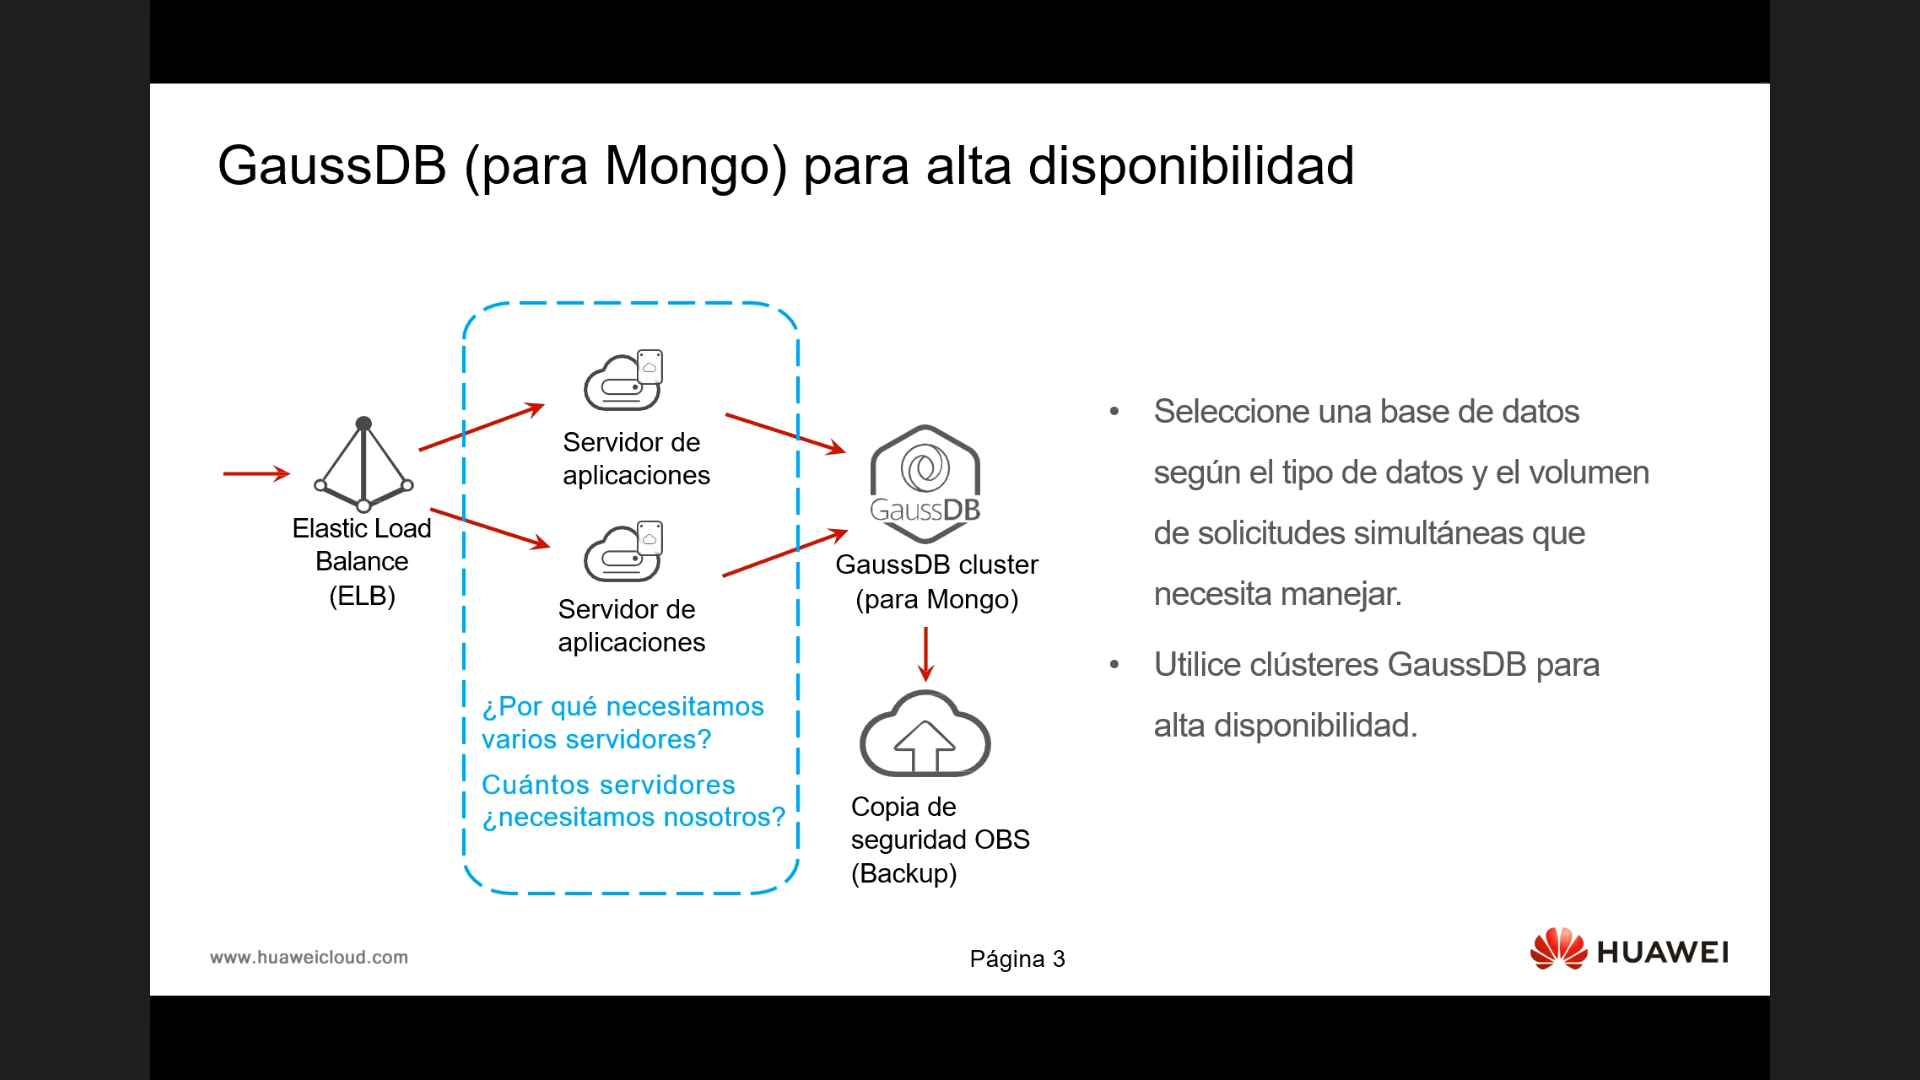 GaussDB (para Mongo) para alta disponibilidad
Elastic Load
Balance
(ELB)
Servidor de
aplicaciones
Servidor de
aplicaciones
¿Por qué necesitamos
varios servidores?
Cuántos servidores
¿necesitamos nosotros?
GaussDB
GaussDB cluster
(para Mongo)
Copia de
seguridad OBS
(Backup)
• Seleccione una base de datos
según el tipo de datos y el volumen
de solicitudes simultáneas que
necesita manejar.
• Utilice clústeres GaussDB para
alta disponibilidad.
www.huaweicloud.com
Página 3
HUAWEI